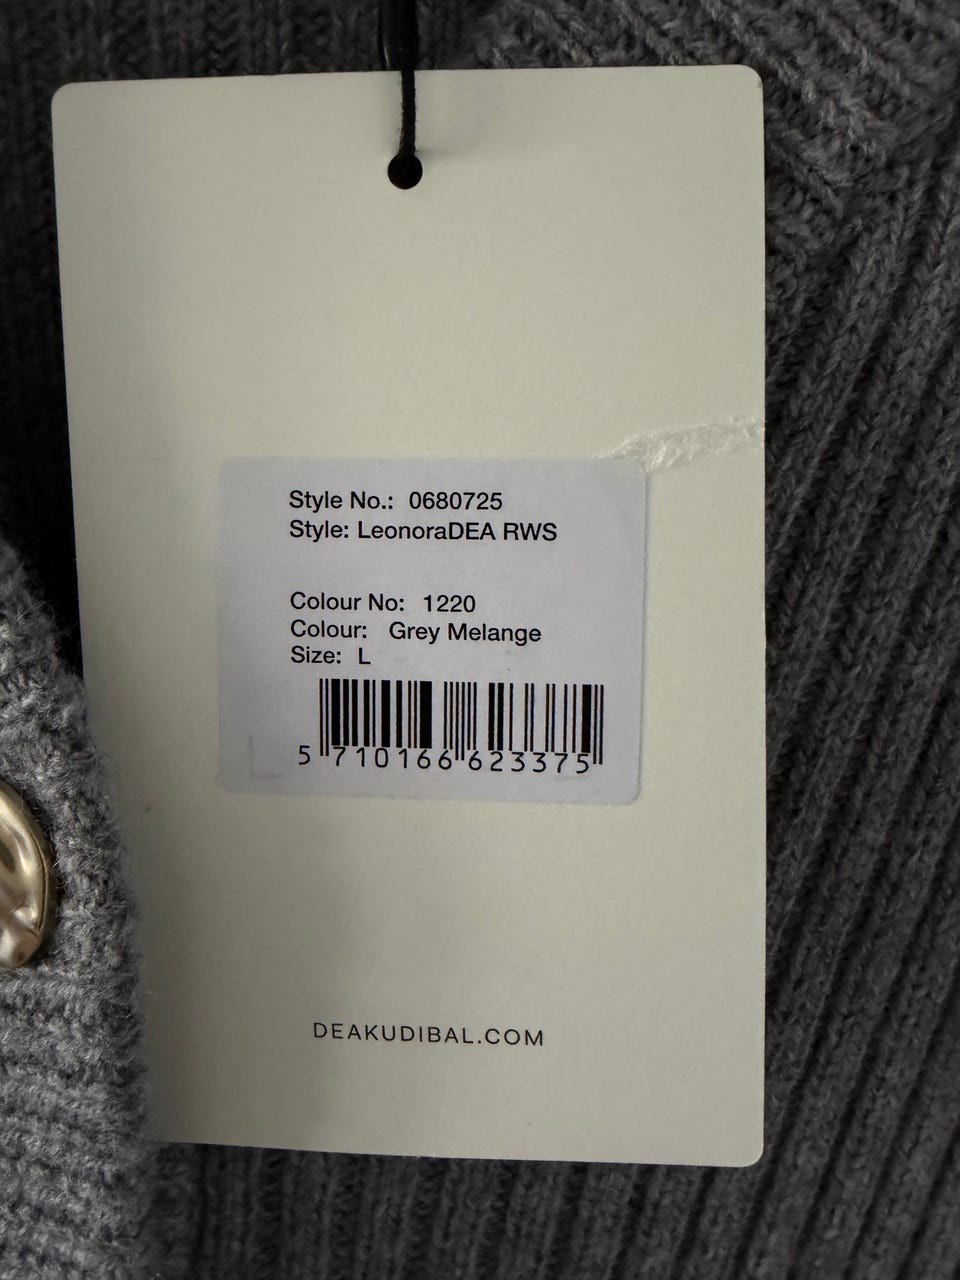 Style No.: 0680725
Style: LeonoraDEA RWS
Colour No: 1220
Colour: Grey Melange
Size: L
5 710166 623375
DEAKUDIBAL.COM